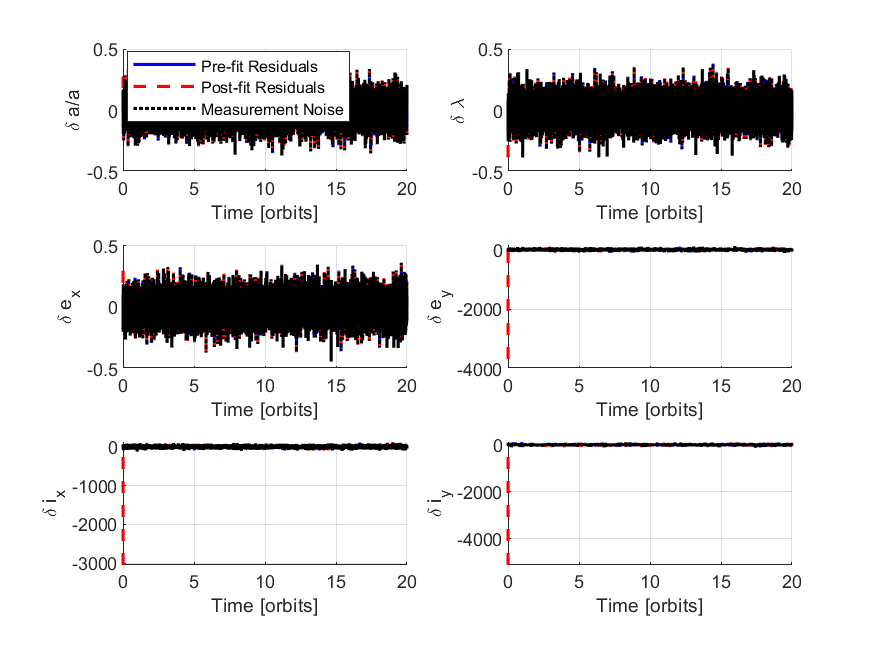 0.5
0
-0.5
δ a/a
Pre-fit Residuals
Post-fit Residuals
Measurement Noise
0 5 10 15 20
Time [orbits]
0.5
0
-0.5
δ λ
0 5 10 15 20
Time [orbits]
0.5
0
-0.5
δ e_x
0 5 10 15 20
Time [orbits]
0
-2000
-4000
δ e_y
0 5 10 15 20
Time [orbits]
0
-1000
-2000
-3000
δ i_x
0 5 10 15 20
Time [orbits]
0
-2000
-4000
δ i_y
0 5 10 15 20
Time [orbits]